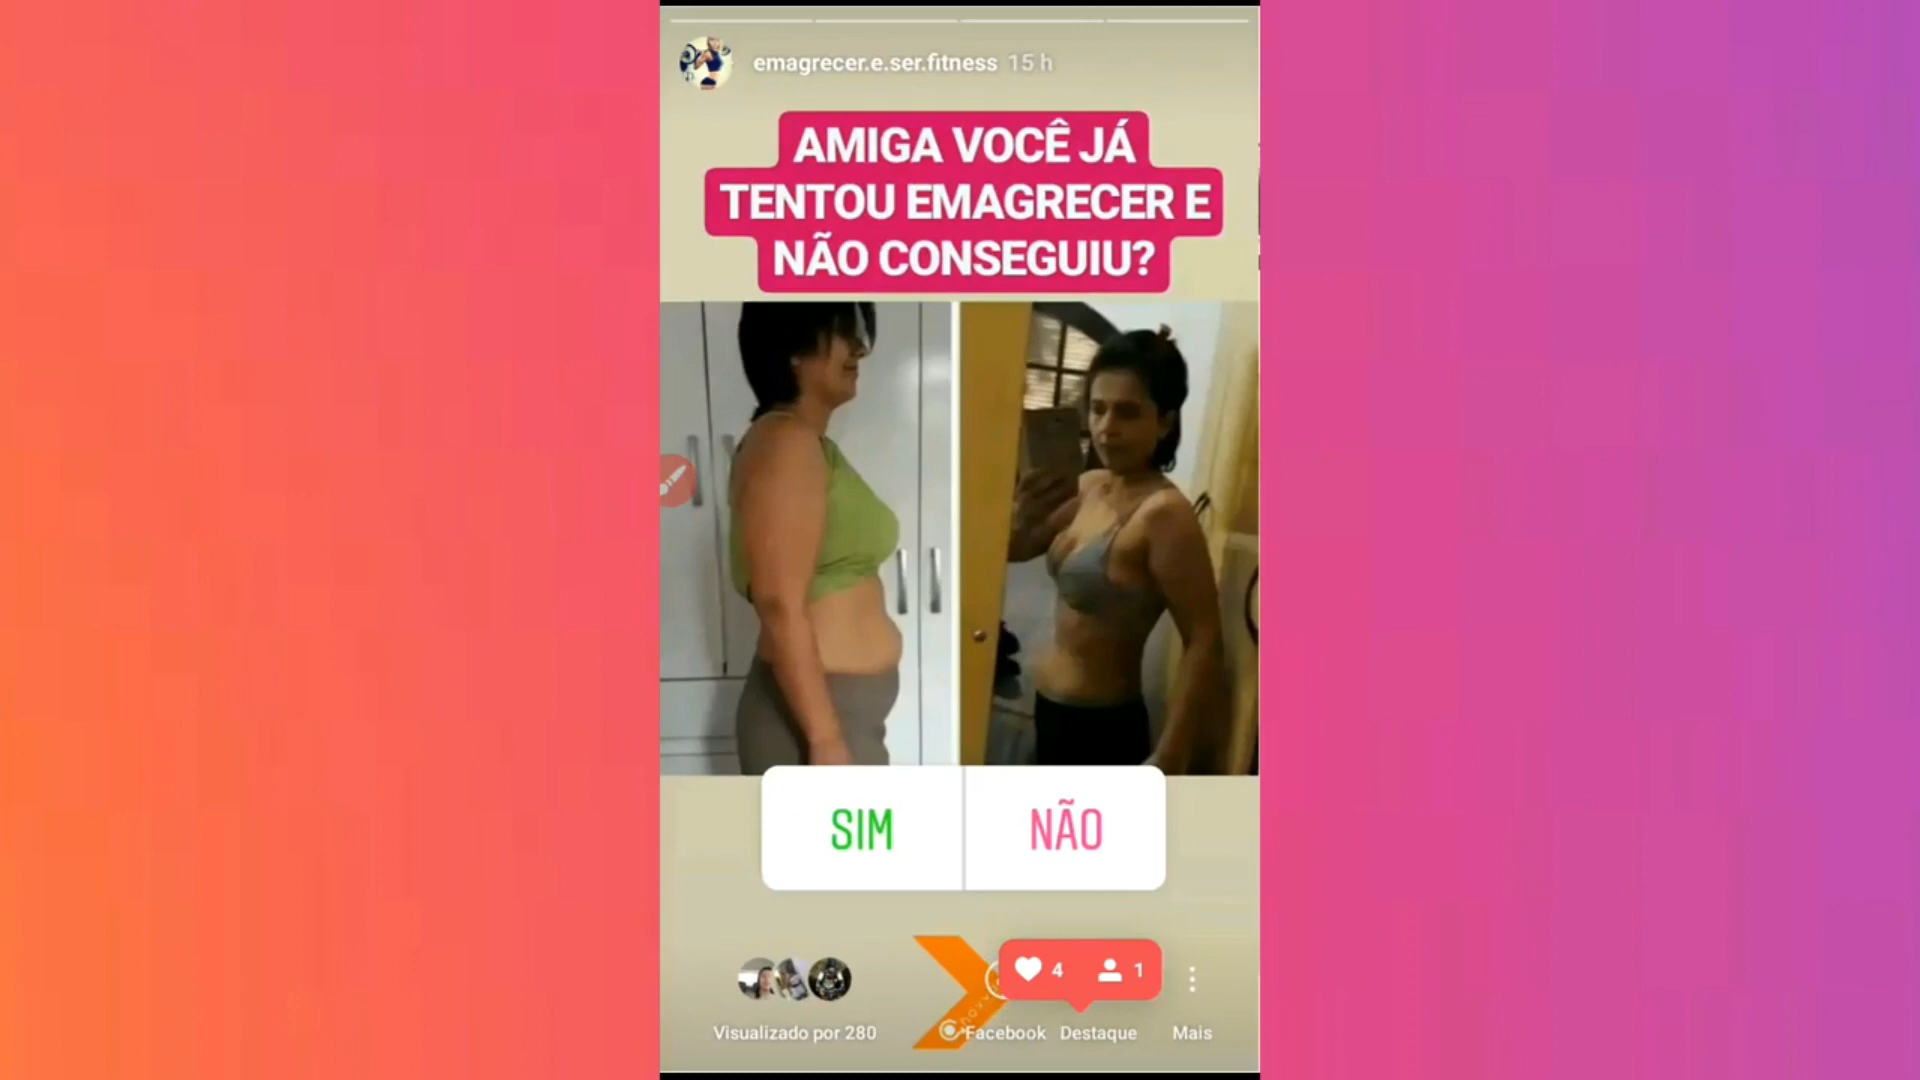 emagrecer.e.ser.fitness 15 h
AMIGA VOCÊ JÁ
TENTOU EMAGRECER E
NÃO CONSEGUIU?
SIM NÃO
4 1
Visualizado por 280 Facebook Destaque Mais